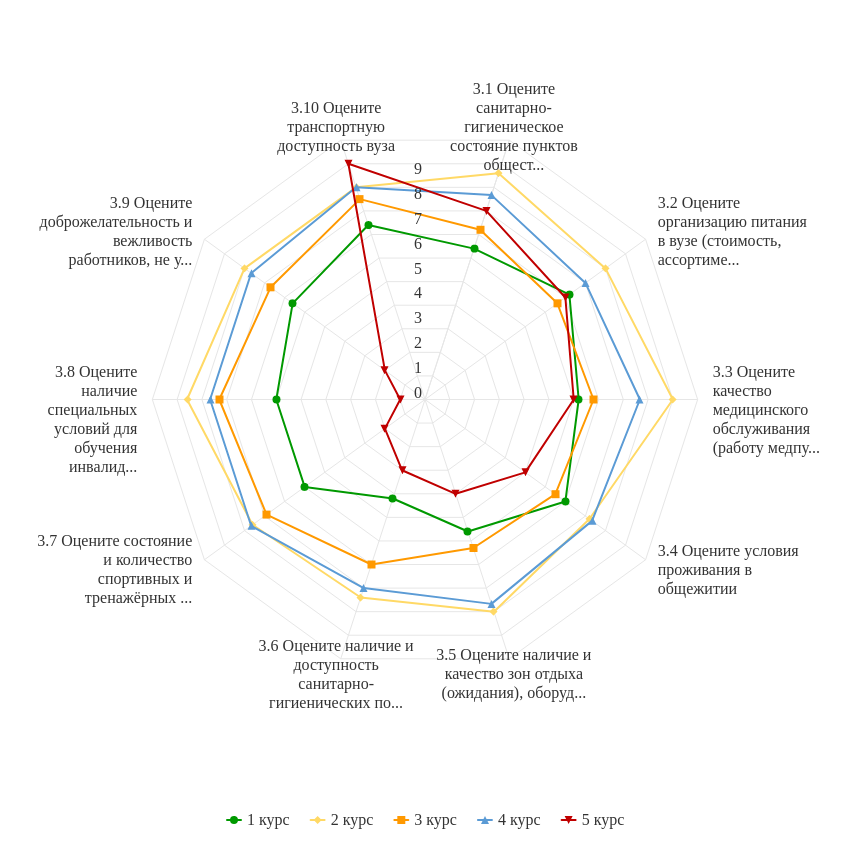 3.1 Оцените
санитарно-
гигиеническое
состояние пунктов
общест...
3.2 Оцените
организацию питания
в вузе (стоимость,
ассортиме...
3.3 Оцените
качество
медицинского
обслуживания
(работу медпу...
3.4 Оцените условия
проживания в
общежитии
3.5 Оцените наличие и
качество зон отдыха
(ожидания), оборуд...
3.6 Оцените наличие и
доступность
санитарно-
гигиенических по...
3.7 Оцените состояние
и количество
спортивных и
тренажёрных ...
3.8 Оцените
наличие
специальных
условий для
обучения
инвалид...
3.9 Оцените
доброжелательность и
вежливость
работников, не у...
3.10 Оцените
транспортную
доступность вуза
9
8
7
6
5
4
3
2
1
0
1 курс
2 курс
3 курс
4 курс
5 курс